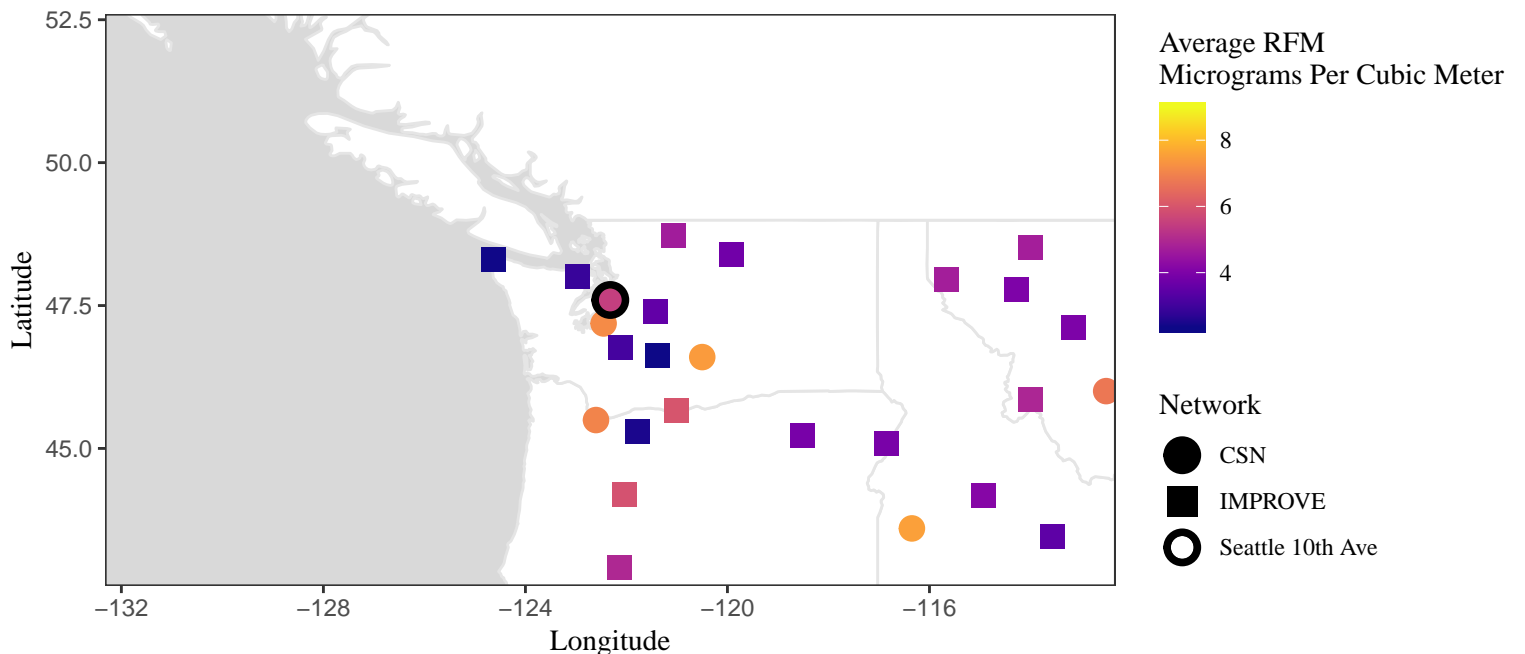 52.5
50.0
47.5
45.0
Latitude
−132
−128
−124
−120
−116
Longitude
Average RFM
Micrograms Per Cubic Meter
8
6
4
Network
CSN
IMPROVE
Seattle 10th Ave